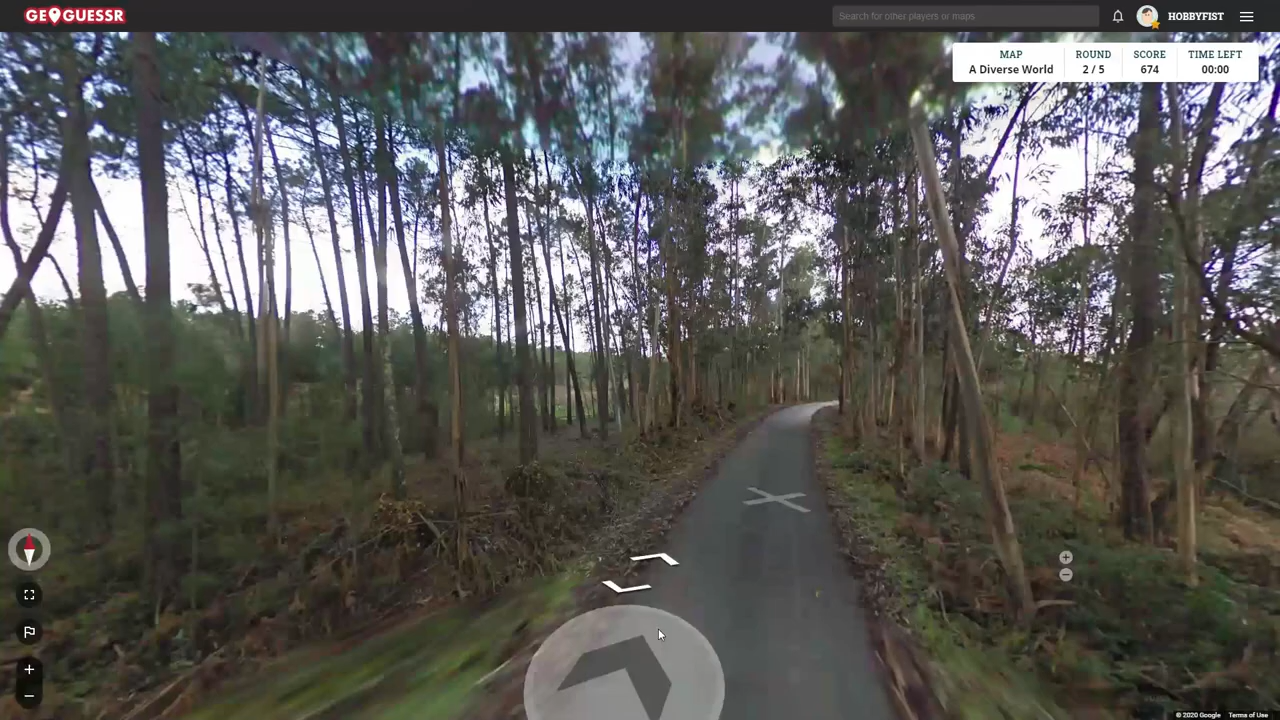 GEOGUESSR
Search for other players or maps
HOBBYFIST
MAP ROUND SCORE TIME LEFT
A Diverse World 2 / 5 674 00:00
© 2020 Google Terms of Use